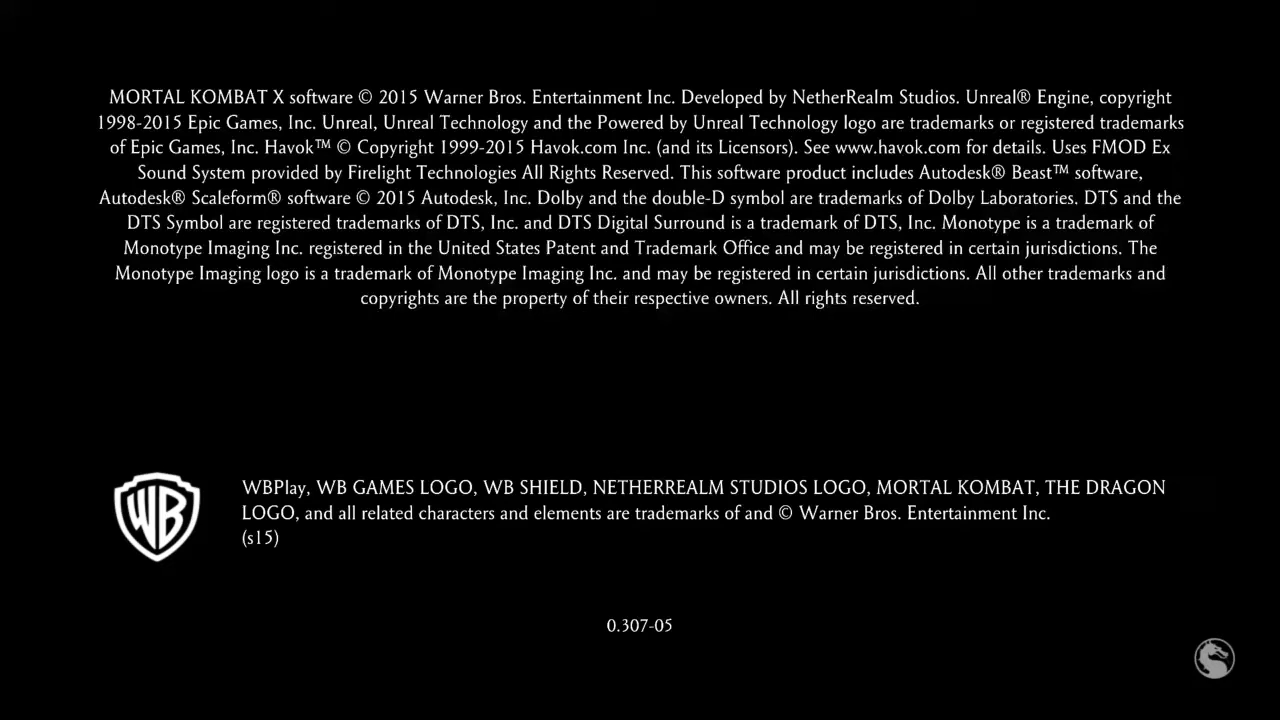 MORTAL KOMBAT X software © 2015 Warner Bros. Entertainment Inc. Developed by NetherRealm Studios. Unreal® Engine, copyright
1998-2015 Epic Games, Inc. Unreal, Unreal Technology and the Powered by Unreal Technology logo are trademarks or registered trademarks
of Epic Games, Inc. Havok™ © Copyright 1999-2015 Havok.com Inc. (and its Licensors). See www.havok.com for details. Uses FMOD Ex
Sound System provided by Firelight Technologies All Rights Reserved. This software product includes Autodesk® Beast™ software,
Autodesk® Scaleform® software © 2015 Autodesk, Inc. Dolby and the double-D symbol are trademarks of Dolby Laboratories. DTS and the
DTS Symbol are registered trademarks of DTS, Inc. and DTS Digital Surround is a trademark of DTS, Inc. Monotype is a trademark of
Monotype Imaging Inc. registered in the United States Patent and Trademark Office and may be registered in certain jurisdictions. The
Monotype Imaging logo is a trademark of Monotype Imaging Inc. and may be registered in certain jurisdictions. All other trademarks and
copyrights are the property of their respective owners. All rights reserved.
WB
WBPlay, WB GAMES LOGO, WB SHIELD, NETHERREALM STUDIOS LOGO, MORTAL KOMBAT, THE DRAGON
LOGO, and all related characters and elements are trademarks of and © Warner Bros. Entertainment Inc.
(s15)
0.307-05